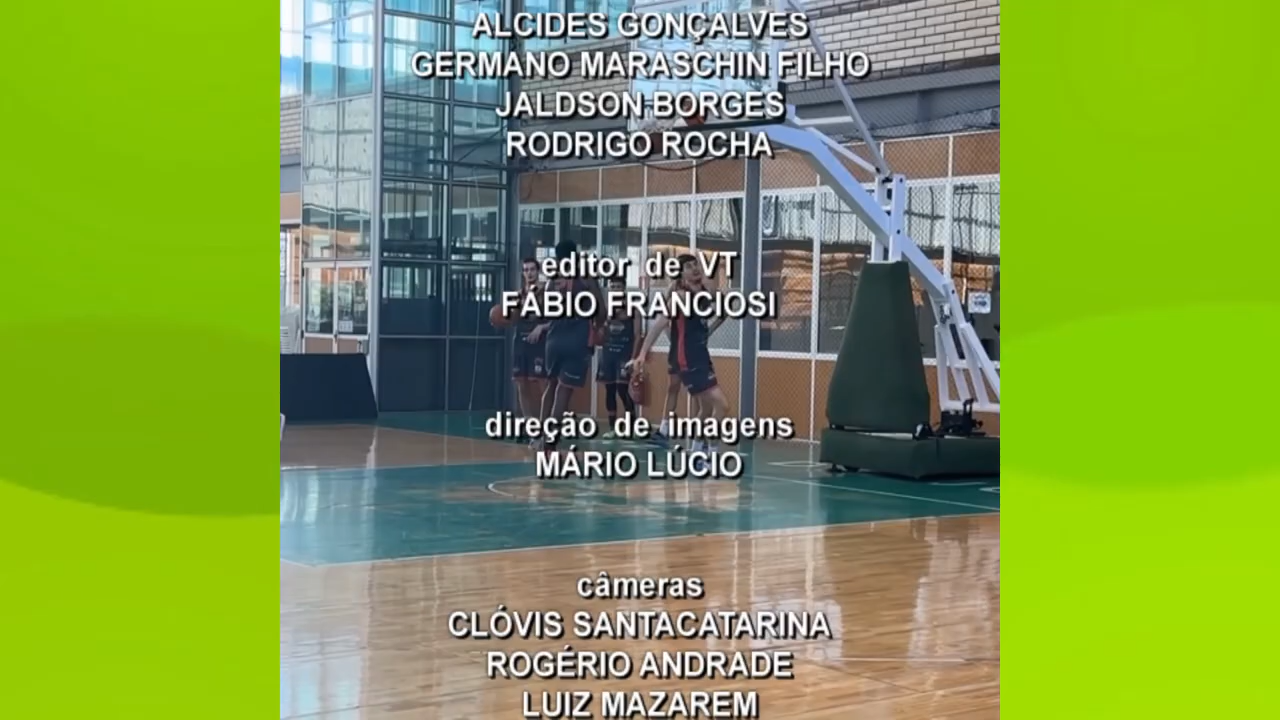 ALCIDES GONÇALVES
GERMANO MARASCHIN FILHO
JALDSON BORGES
RODRIGO ROCHA
editor de VT
FÁBIO FRANCIOSI
direção de imagens
MÁRIO LÚCIO
câmeras
CLÓVIS SANTACATARINA
ROGÉRIO ANDRADE
LUIZ MAZAREM